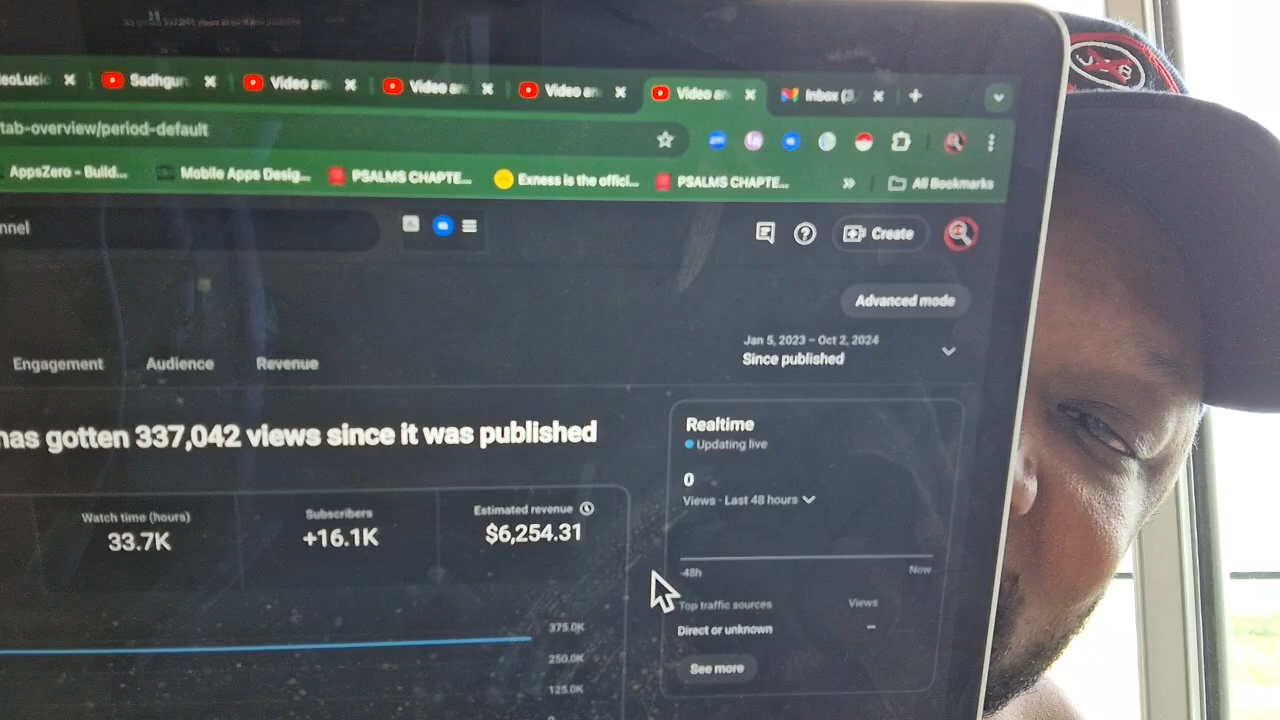 Sadhgur
Video an
Video an
Video an
Video an
Inbox (3,
tab-overview/period-default
AppsZero - Build...
Mobile Apps Desig...
PSALMS CHAPTE...
Exness is the offici...
PSALMS CHAPTE...
All Bookmarks
nnel
Create
Advanced mode
Jan 5, 2023 – Oct 2, 2024
Since published
Engagement
Audience
Revenue
has gotten 337,042 views since it was published
Watch time (hours)
33.7K
Subscribers
+16.1K
Estimated revenue
$6,254.31
375.0K
250.0K
125.0K
0
Realtime
Updating live
0
Views · Last 48 hours
-48h
Now
Top traffic sources
Views
Direct or unknown
–
See more